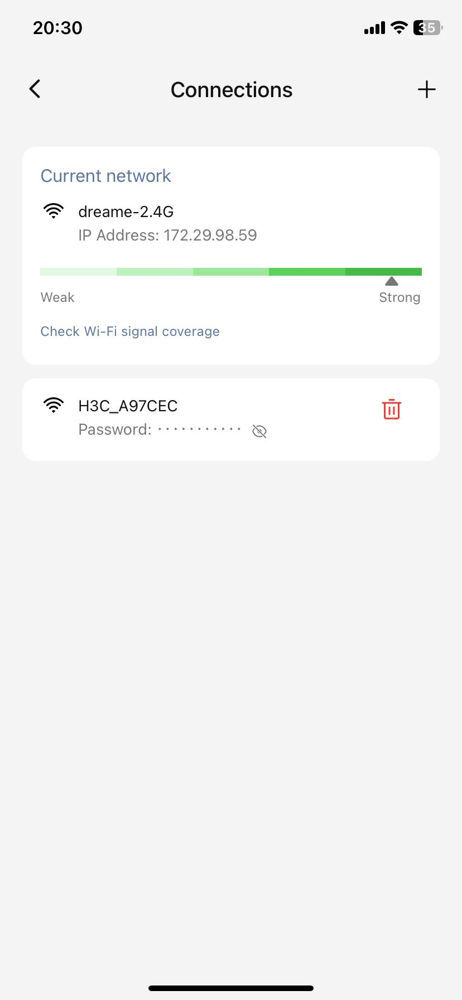 20:30
35
Connections
Current network
dreame-2.4G
IP Address: 172.29.98.59
Weak
Strong
Check Wi-Fi signal coverage
H3C_A97CEC
Password: ···········